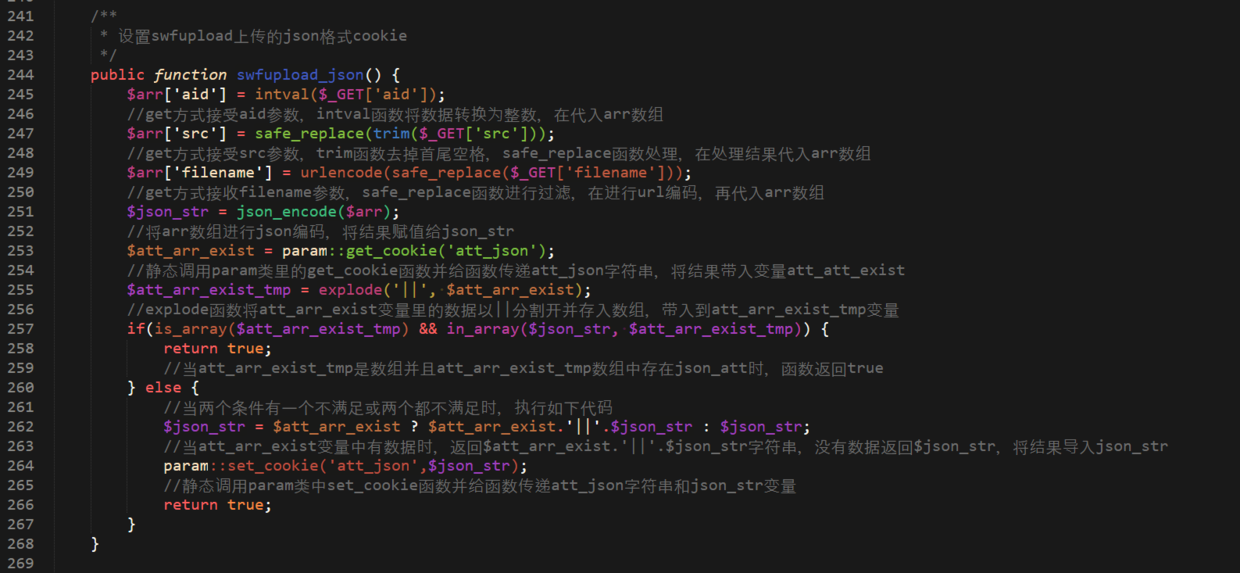 241 /**
242 * 设置swfupload上传的json格式cookie
243 */
244 public function swfupload_json() {
245 $arr['aid'] = intval($_GET['aid']);
246 //get方式接受aid参数, intval函数将数据转换为整数, 在代入arr数组
247 $arr['src'] = safe_replace(trim($_GET['src']));
248 //get方式接受src参数, trim函数去掉首尾空格, safe_replace函数处理, 在处理结果代入arr数组
249 $arr['filename'] = urlencode(safe_replace($_GET['filename']));
250 //get方式接收filename参数, safe_replace函数进行过滤, 在进行url编码, 再代入arr数组
251 $json_str = json_encode($arr);
252 //将arr数组进行json编码, 将结果赋值给json_str
253 $att_arr_exist = param::get_cookie('att_json');
254 //静态调用param类里的get_cookie函数并给函数传递att_json字符串, 将结果带入变量att_att_exist
255 $att_arr_exist_tmp = explode('||', $att_arr_exist);
256 //explode函数将att_arr_exist变量里的数据以||分割开并存入数组, 带入到att_arr_exist_tmp变量
257 if(is_array($att_arr_exist_tmp) && in_array($json_str, $att_arr_exist_tmp)) {
258 return true;
259 //当att_arr_exist_tmp是数组并且att_arr_exist_tmp数组中存在json_att时, 函数返回true
260 } else {
261 //当两个条件有一个不满足或两个都不满足时, 执行如下代码
262 $json_str = $att_arr_exist ? $att_arr_exist.'||'.$json_str : $json_str;
263 //当att_arr_exist变量中有数据时, 返回$att_arr_exist.'||'.$json_str字符串, 没有数据返回$json_str, 将结果导入json_str
264 param::set_cookie('att_json',$json_str);
265 //静态调用param类中set_cookie函数并给函数传递att_json字符串和json_str变量
266 return true;
267 }
268 }
269